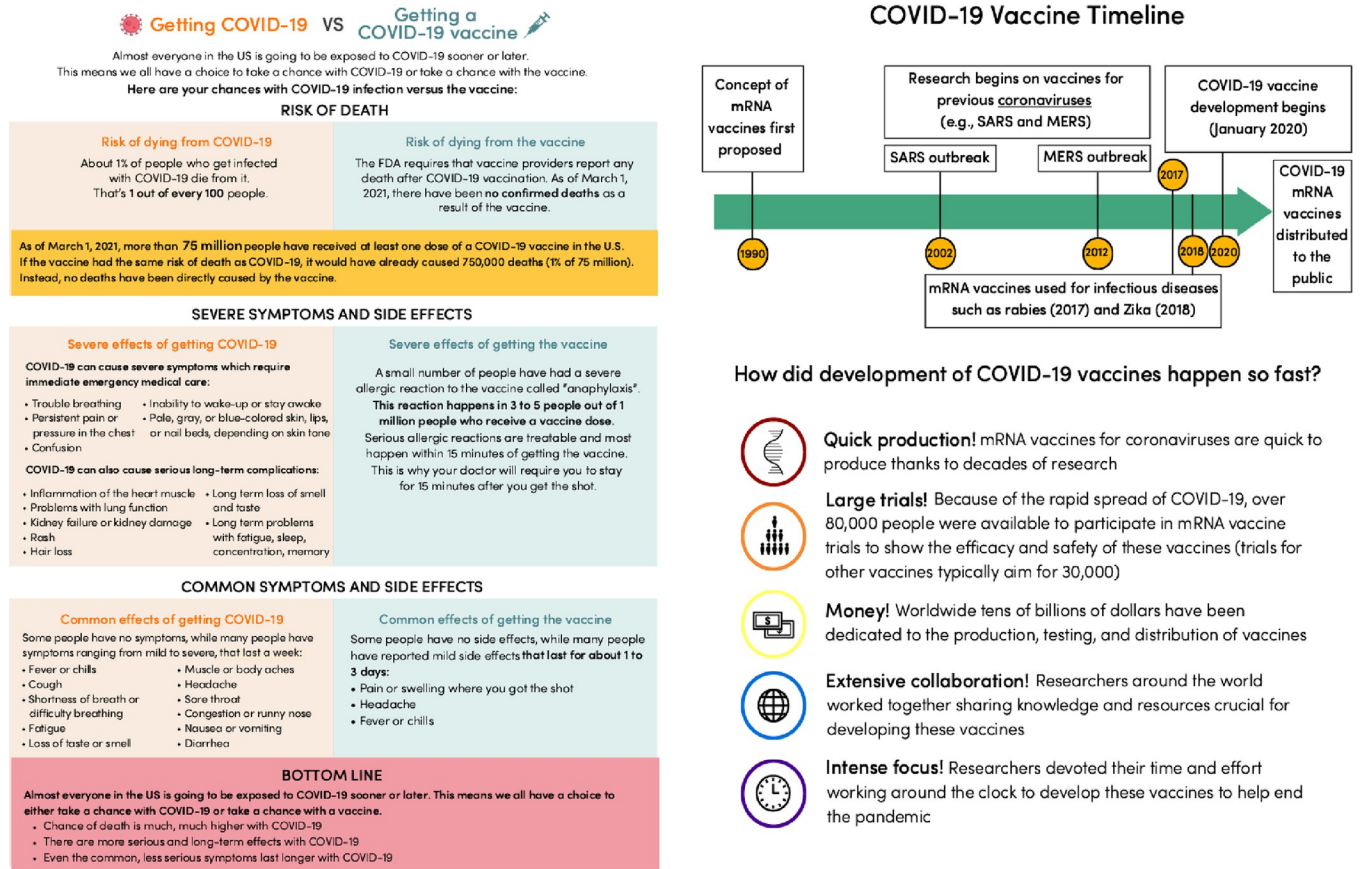 Getting COVID-19 VS Getting a
COVID-19 vaccine
Almost everyone in the US is going to be exposed to COVID-19 sooner or later.
This means we all have a choice to take a chance with COVID-19 or take a chance with the vaccine.
Here are your chances with COVID-19 infection versus the vaccine:
RISK OF DEATH
Risk of dying from COVID-19
About 1% of people who get infected
with COVID-19 die from it.
That's 1 out of every 100 people.
Risk of dying from the vaccine
The FDA requires that vaccine providers report any
death after COVID-19 vaccination. As of March 1,
2021, there have been no confirmed deaths as a
result of the vaccine.
As of March 1, 2021, more than 75 million people have received at least one dose of a COVID-19 vaccine in the U.S.
If the vaccine had the same risk of death as COVID-19, it would have already caused 750,000 deaths (1% of 75 million).
Instead, no deaths have been directly caused by the vaccine.
SEVERE SYMPTOMS AND SIDE EFFECTS
Severe effects of getting COVID-19
COVID-19 can cause severe symptoms which require
immediate emergency medical care:
• Trouble breathing
• Persistent pain or
pressure in the chest
• Confusion
• Inability to wake-up or stay awake
• Pale, gray, or blue-colored skin, lips,
or nail beds, depending on skin tone
COVID-19 can also cause serious long-term complications:
• Inflammation of the heart muscle
• Problems with lung function
• Kidney failure or kidney damage
• Rash
• Hair loss
• Long term loss of smell
and taste
• Long term problems
with fatigue, sleep,
concentration, memory
Severe effects of getting the vaccine
A small number of people have had a severe
allergic reaction to the vaccine called "anaphylaxis".
This reaction happens in 3 to 5 people out of 1
million people who receive a vaccine dose.
Serious allergic reactions are treatable and most
happen within 15 minutes of getting the vaccine.
This is why your doctor will require you to stay
for 15 minutes after you get the shot.
COMMON SYMPTOMS AND SIDE EFFECTS
Common effects of getting COVID-19
Some people have no symptoms, while many people have
symptoms ranging from mild to severe, that last a week:
• Fever or chills
• Cough
• Shortness of breath or
difficulty breathing
• Fatigue
• Loss of taste or smell
• Muscle or body aches
• Headache
• Sore throat
• Congestion or runny nose
• Nausea or vomiting
• Diarrhea
Common effects of getting the vaccine
Some people have no side effects, while many people
have reported mild side effects that last for about 1 to
3 days:
• Pain or swelling where you got the shot
• Headache
• Fever or chills
BOTTOM LINE
Almost everyone in the US is going to be exposed to COVID-19 sooner or later. This means we all have a choice to
either take a chance with COVID-19 or take a chance with a vaccine.
• Chance of death is much, much higher with COVID-19
• There are more serious and long-term effects with COVID-19
• Even the common, less serious symptoms last longer with COVID-19
COVID-19 Vaccine Timeline
Concept of
mRNA
vaccines first
proposed
Research begins on vaccines for
previous coronaviruses
(e.g., SARS and MERS)
COVID-19 vaccine
development begins
(January 2020)
SARS outbreak
MERS outbreak
2017
COVID-19
mRNA
vaccines
distributed
to the
public
1990
2002
2012
2018
2020
mRNA vaccines used for infectious diseases
such as rabies (2017) and Zika (2018)
How did development of COVID-19 vaccines happen so fast?
Quick production! mRNA vaccines for coronaviruses are quick to
produce thanks to decades of research
Large trials! Because of the rapid spread of COVID-19, over
80,000 people were available to participate in mRNA vaccine
trials to show the efficacy and safety of these vaccines (trials for
other vaccines typically aim for 30,000)
$
Money! Worldwide tens of billions of dollars have been
dedicated to the production, testing, and distribution of vaccines
Extensive collaboration! Researchers around the world
worked together sharing knowledge and resources crucial for
developing these vaccines
Intense focus! Researchers devoted their time and effort
working around the clock to develop these vaccines to help end
the pandemic